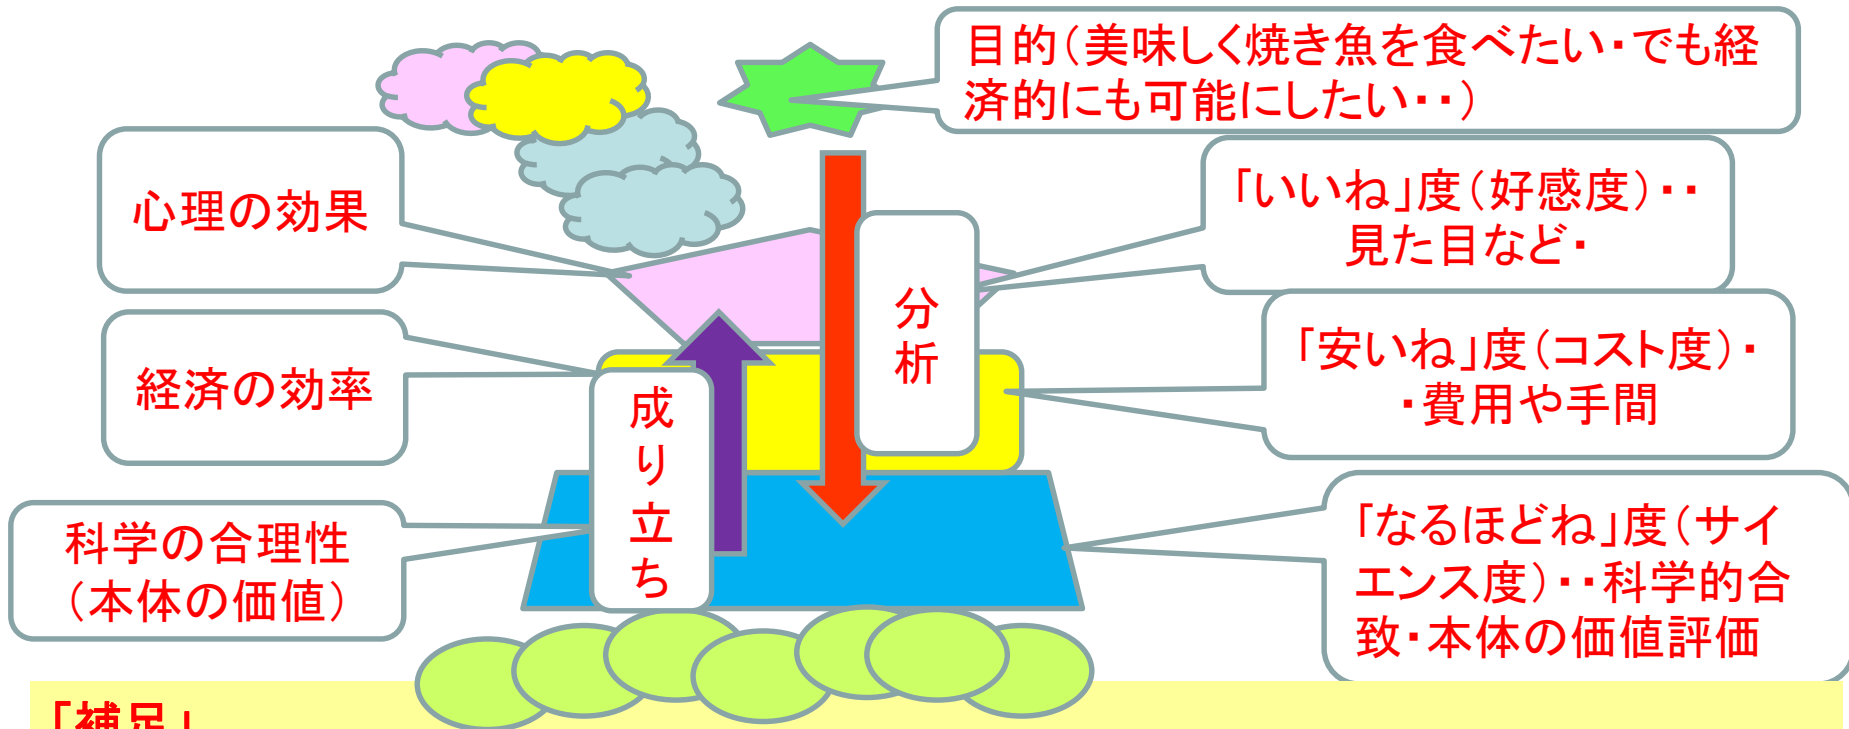 目的(美味しく焼き魚を食べたい・でも経
済的にも可能にしたい・・)
心理の効果
「いいね」度(好感度)・・
見た目など・
分析
経済の効率
「安いね」度(コスト度)・
・費用や手間
成り立ち
科学の合理性
(本体の価値)
「なるほどね」度(サイ
エンス度)・・科学的合
致・本体の価値評価
「補足」